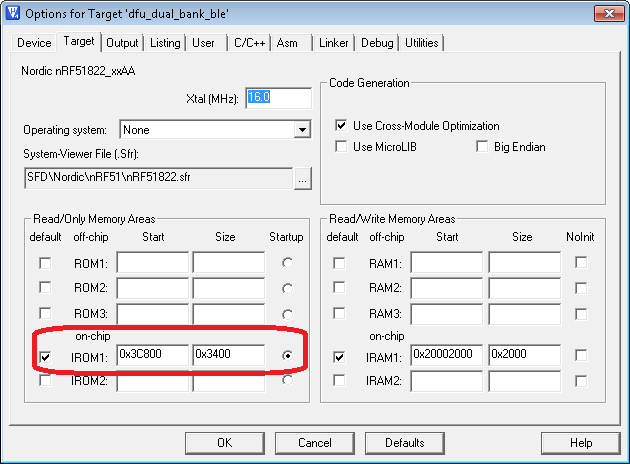 Options for Target 'dfu_dual_bank_ble'
Device Target Output Listing User C/C++ Asm Linker Debug Utilities
Nordic nRF51822_xxAA
Xtal (MHz): 16.0
Operating system: None
System-Viewer File (.Sfr):
SFD\Nordic\nRF51\nRF51822.sfr ...
Code Generation
Use Cross-Module Optimization
Use MicroLIB Big Endian
Read/Only Memory Areas
default off-chip Start Size Startup
ROM1:
ROM2:
ROM3:
on-chip
IROM1: 0x3C800 0x3400
IROM2:
Read/Write Memory Areas
default off-chip Start Size NoInit
RAM1:
RAM2:
RAM3:
on-chip
IRAM1: 0x20002000 0x2000
IRAM2:
OK Cancel Defaults Help